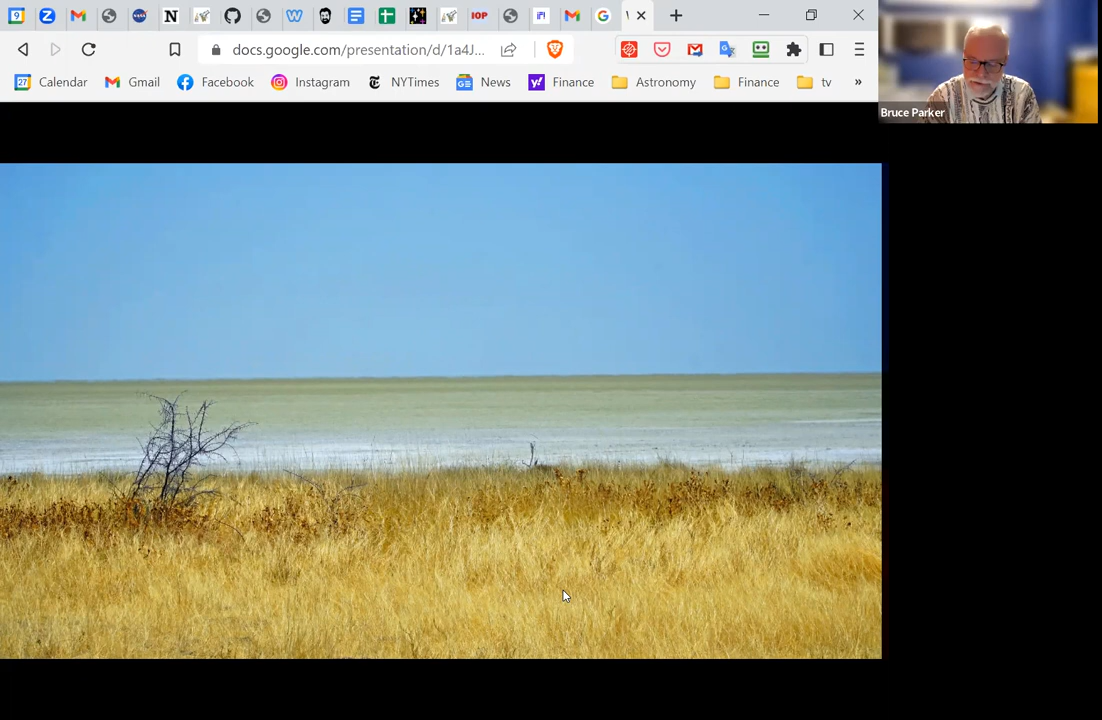 docs.google.com/presentation/d/1a4J...
Calendar Gmail Facebook Instagram NYTimes News Finance Astronomy Finance tv »
Bruce Parker